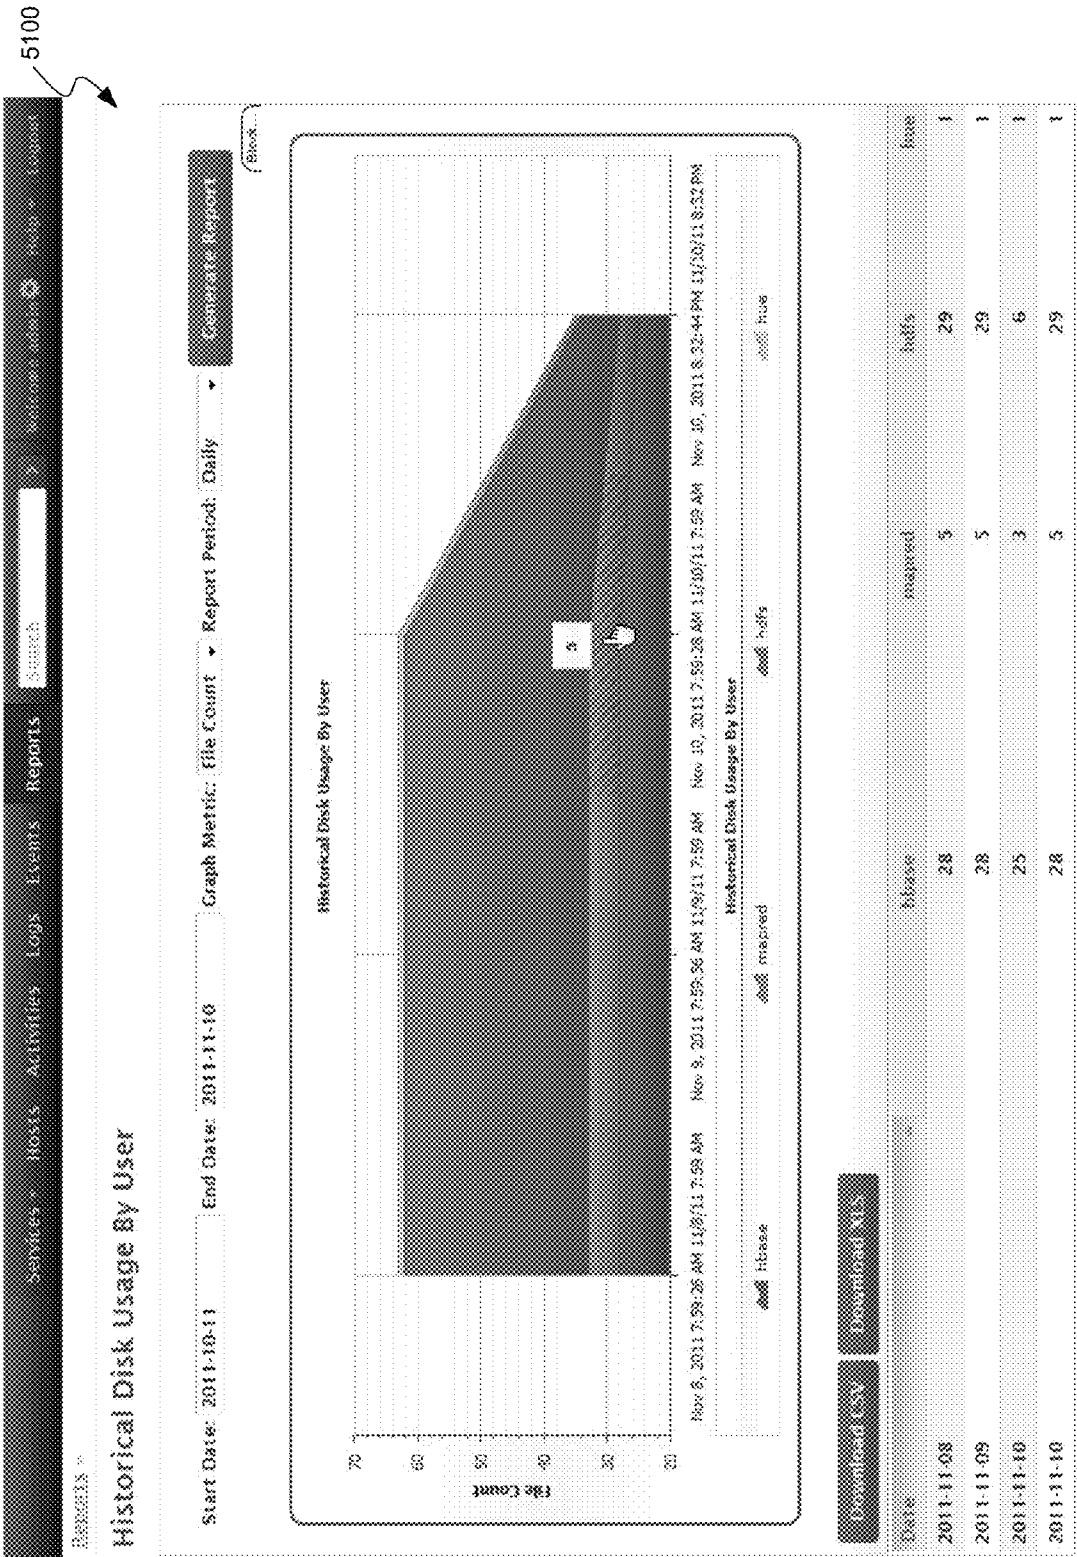 5100
Services Hosts Activities Logs Events Reports Search
Reports >
Historical Disk Usage By User
Start Date: 2011-10-11 End Date: 2011-11-10 Graph Metric: File Count Report Period: Daily Generate Report
Block...
Historical Disk Usage By User
70
60
50
40
30
20
File Count
5
Nov 8, 2011 7:59:26 AM 11/8/11 7:59 AM Nov 9, 2011 7:59:36 AM 11/9/11 7:59 AM Nov 10, 2011 7:59:28 AM 11/10/11 7:59 AM Nov 10, 2011 8:32:44 PM 11/10/11 8:32 PM
Historical Disk Usage By User
hbase mapred hdfs hue
Download CSV Download XLS
Date hbase mapred hdfs hue
2011-11-08 28 5 29 1
2011-11-09 28 5 29 1
2011-11-10 25 3 6 1
2011-11-10 28 5 29 1